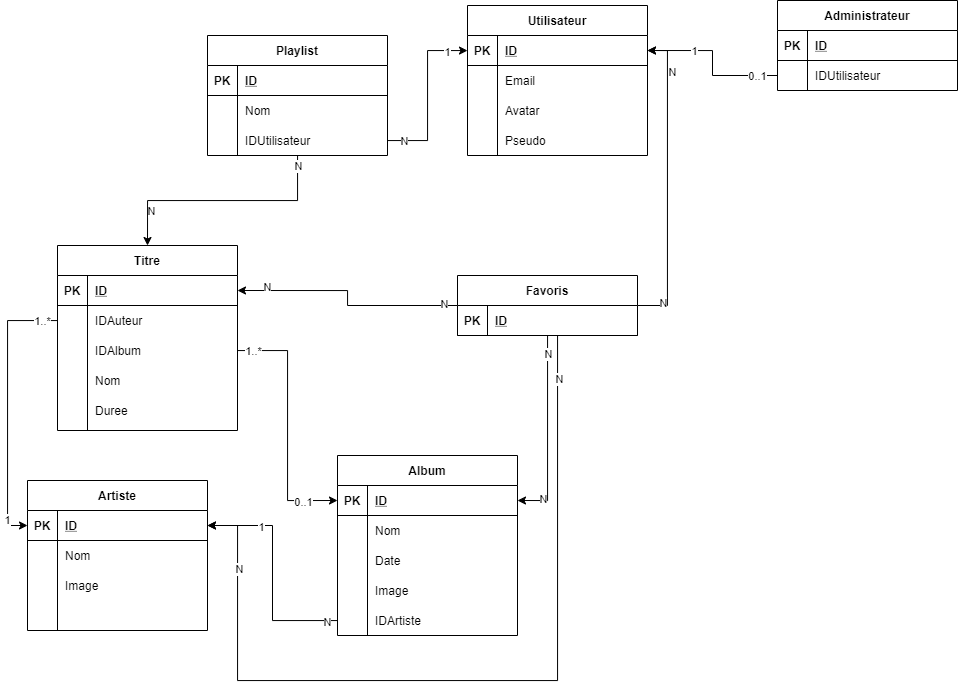 Utilisateur
PK ID
Email
Avatar
Pseudo
Administrateur
PK ID
IDUtilisateur
Playlist
PK ID
Nom
IDUtilisateur
1
N
1
0..1
N
N
N
N
Titre
PK ID
IDAuteur
IDAlbum
Nom
Duree
Favoris
PK ID
N
N
N
N
1..*
1..*
1
0..1
Album
PK ID
Nom
Date
Image
IDArtiste
Artiste
PK ID
Nom
Image
1
N
N
N